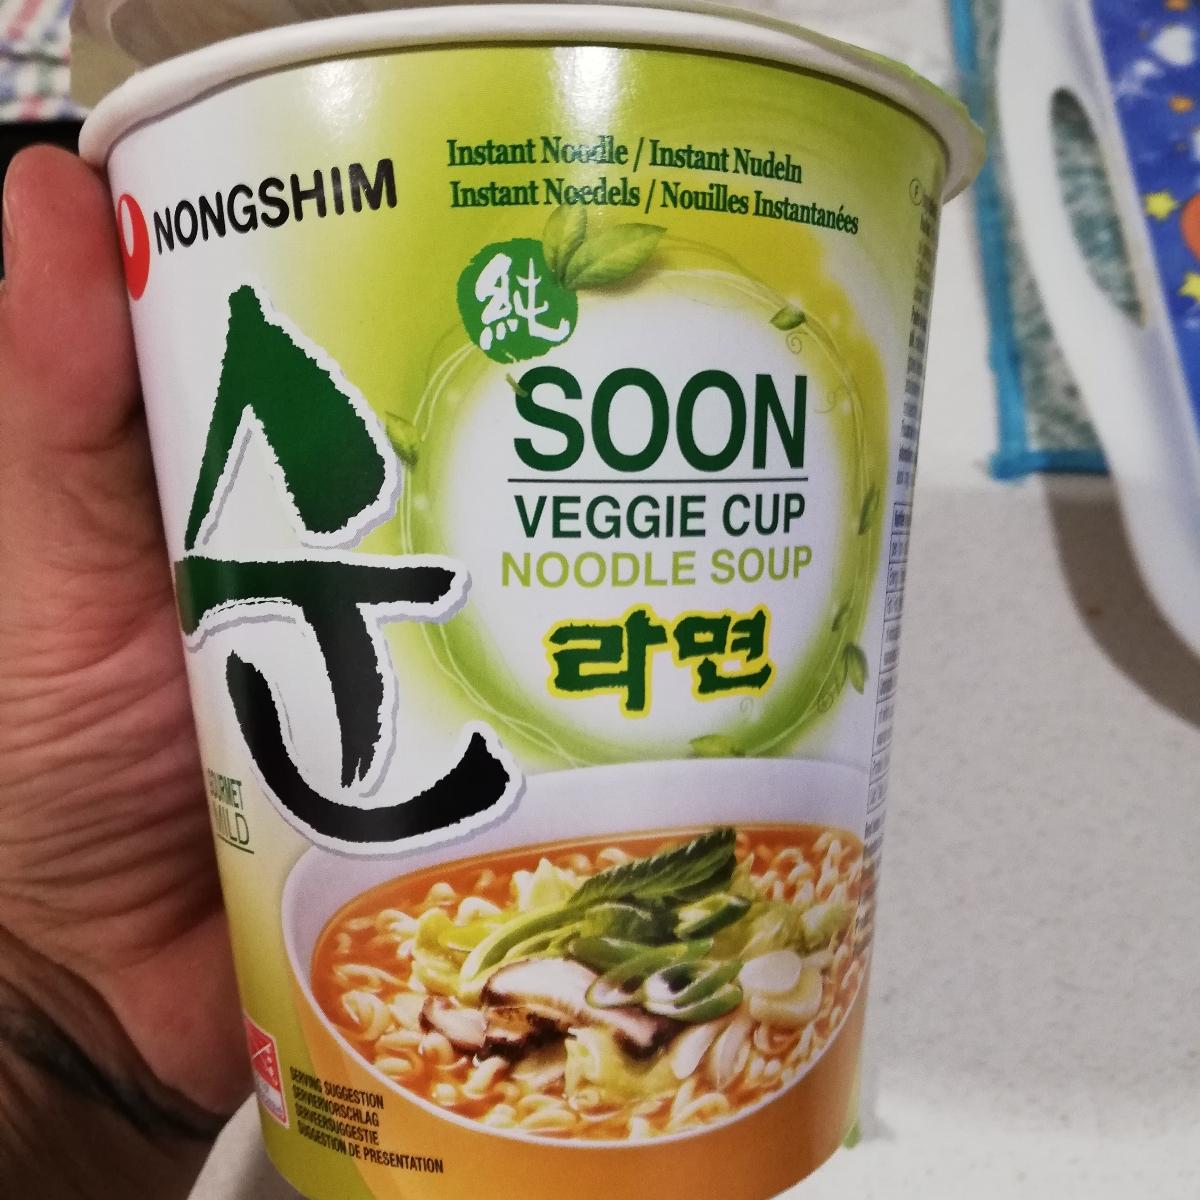 NONGSHIM
Instant Noodle / Instant Nudeln
Instant Noedels / Nouilles Instantanées
純
순
SOON
VEGGIE CUP
NOODLE SOUP
라면
GOURMET
MILD
SERVING SUGGESTION
SERVIERVORSCHLAG
SERVEERSUGGESTIE
SUGGESTION DE PRESENTATION